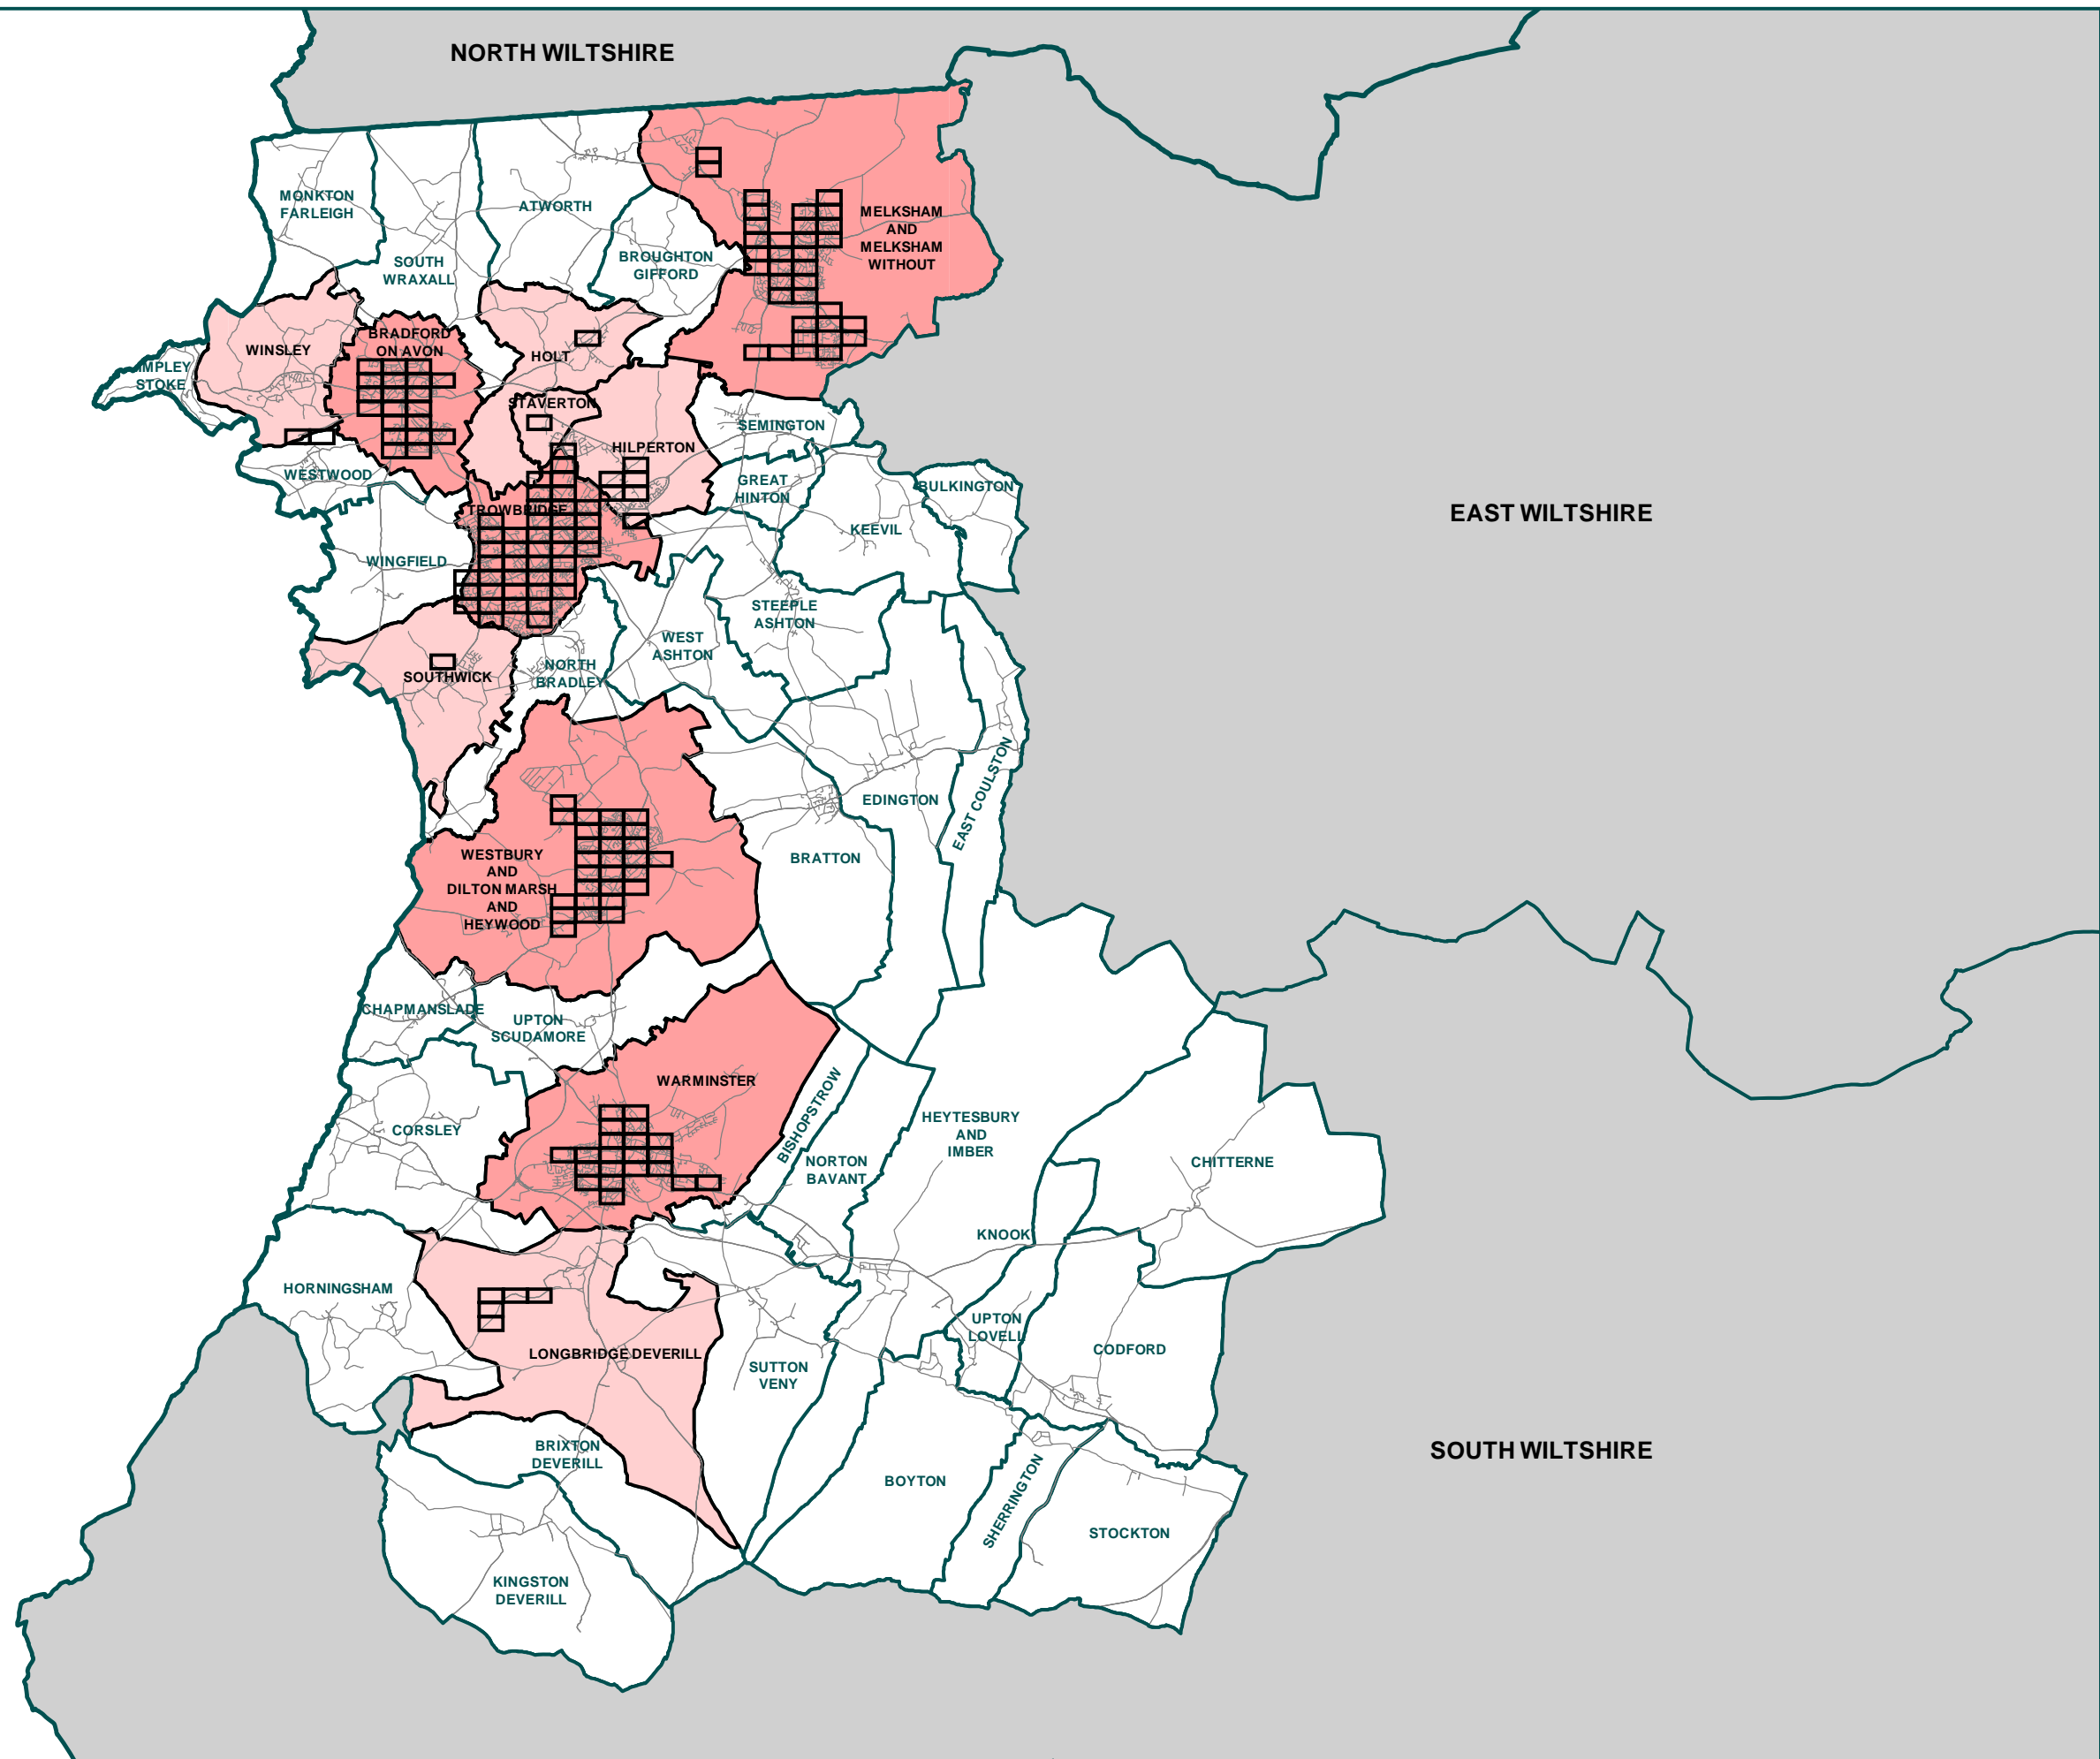 NORTH WILTSHIRE
MONKTON
FARLEIGH
SOUTH
WRAXALL
ATWORTH
BROUGHTON
GIFFORD
MELKSHAM
AND
MELKSHAM
WITHOUT
WINSLEY
BRADFORD
ON AVON
HOLT
IMPLEY
STOKE
STAVERTON
HILPERTON
SEMINGTON
WESTWOOD
GREAT
HINTON
BULKINGTON
TROWBRIDGE
KEEVIL
EAST WILTSHIRE
WINGFIELD
STEEPLE
ASHTON
WEST
ASHTON
NORTH
BRADLEY
SOUTHWICK
EDINGTON
EAST COULSTON
BRATTON
WESTBURY
AND
DILTON MARSH
AND
HEYWOOD
CHAPMANSLADE
UPTON
SCUDAMORE
WARMINSTER
BISHOPSTROW
CORSLEY
HEYTESBURY
AND
IMBER
NORTON
BAVANT
CHITTERNE
KNOOK
HORNINGSHAM
LONGBRIDGE DEVERILL
UPTON
LOVELL
CODFORD
SUTTON
VENY
BRIXTON
DEVERILL
BOYTON
SHERRINGTON
STOCKTON
SOUTH WILTSHIRE
KINGSTON
DEVERILL